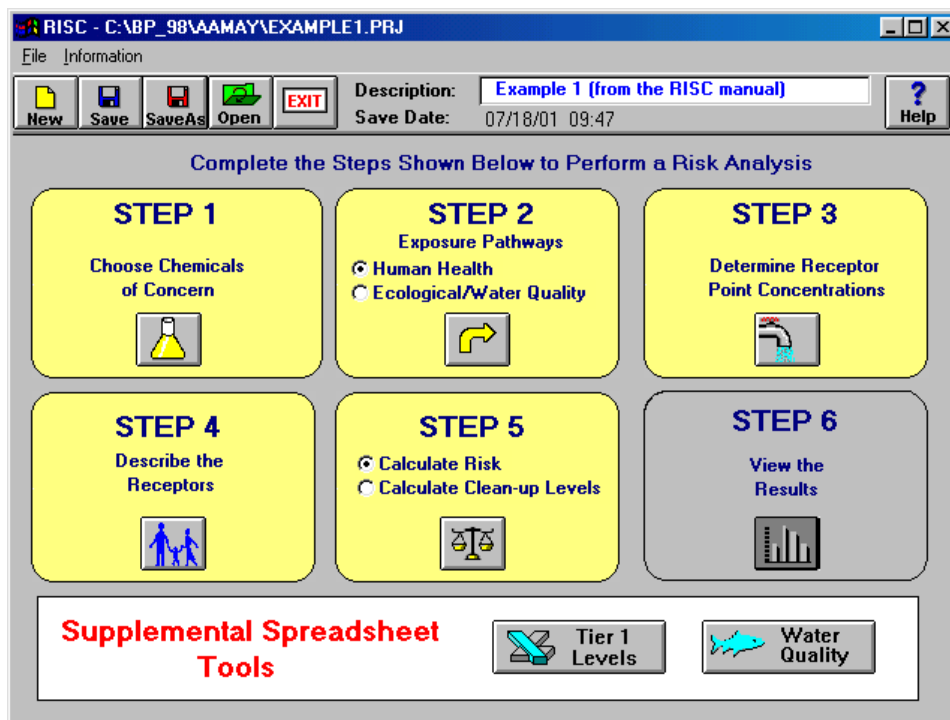 RISC - C:\BP_98\AAMAY\EXAMPLE1.PRJ
File Information
New Save SaveAs Open EXIT
Description: Example 1 (from the RISC manual)
Save Date: 07/18/01 09:47
Help
Complete the Steps Shown Below to Perform a Risk Analysis
STEP 1
Choose Chemicals
of Concern
STEP 2
Exposure Pathways
Human Health
Ecological/Water Quality
STEP 3
Determine Receptor
Point Concentrations
STEP 4
Describe the
Receptors
STEP 5
Calculate Risk
Calculate Clean-up Levels
STEP 6
View the
Results
Supplemental Spreadsheet
Tools
Tier 1
Levels
Water
Quality